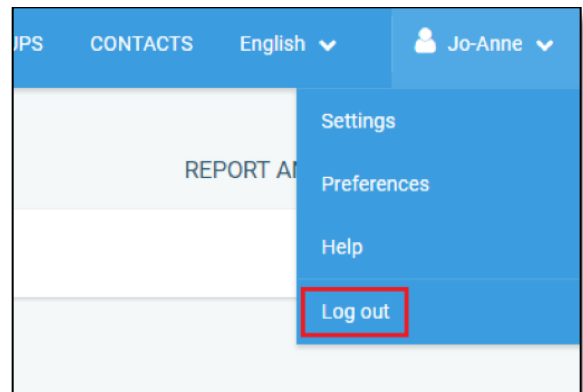 UPS CONTACTS English Jo-Anne
Settings
REPORT AN
Preferences
Help
Log out